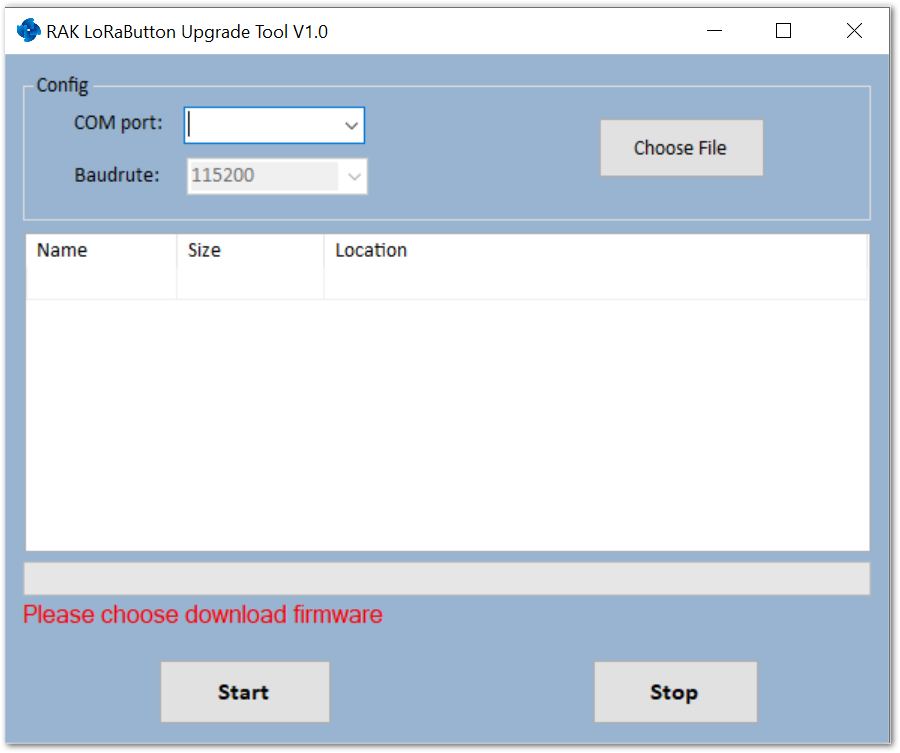 RAK LoRaButton Upgrade Tool V1.0
Config
COM port:
Choose File
Baudrute: 115200
Name Size Location
Please choose download firmware
Start Stop